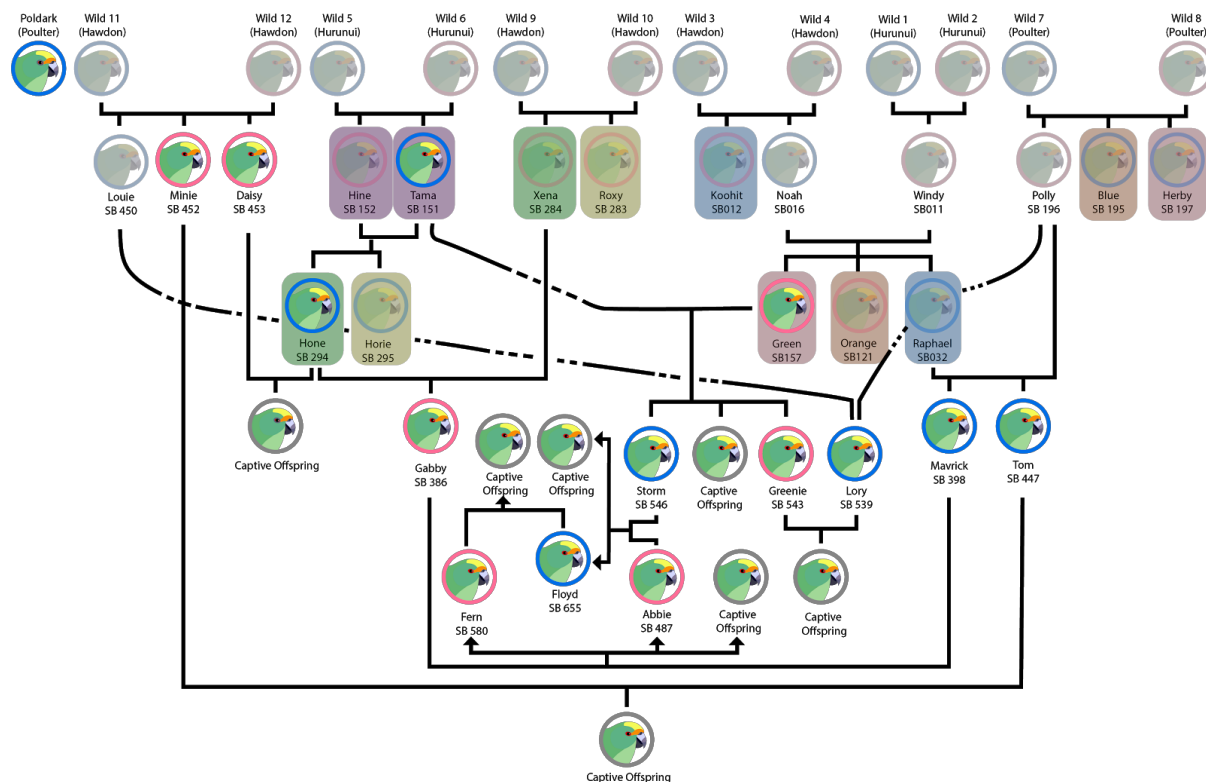 Poldark
(Poulter)
Wild 11
(Hawdon)
Wild 12
(Hawdon)
Wild 5
(Hurunui)
Wild 6
(Hurunui)
Wild 9
(Hawdon)
Wild 10
(Hawdon)
Wild 3
(Hawdon)
Wild 4
(Hawdon)
Wild 1
(Hurunui)
Wild 2
(Hurunui)
Wild 7
(Poulter)
Wild 8
(Poulter)
Louie
SB 450
Minie
SB 452
Daisy
SB 453
Hine
SB 152
Tama
SB 151
Xena
SB 284
Roxy
SB 283
Koohit
SB012
Noah
SB016
Windy
SB011
Polly
SB 196
Blue
SB 195
Herby
SB 197
Hone
SB 294
Horie
SB 295
Green
SB157
Orange
SB121
Raphael
SB032
Captive Offspring
Gabby
SB 386
Captive
Offspring
Captive
Offspring
Storm
SB 546
Captive
Offspring
Greenie
SB 543
Lory
SB 539
Mavrick
SB 398
Tom
SB 447
Fern
SB 580
Floyd
SB 655
Abbie
SB 487
Captive
Offspring
Captive
Offspring
Captive Offspring